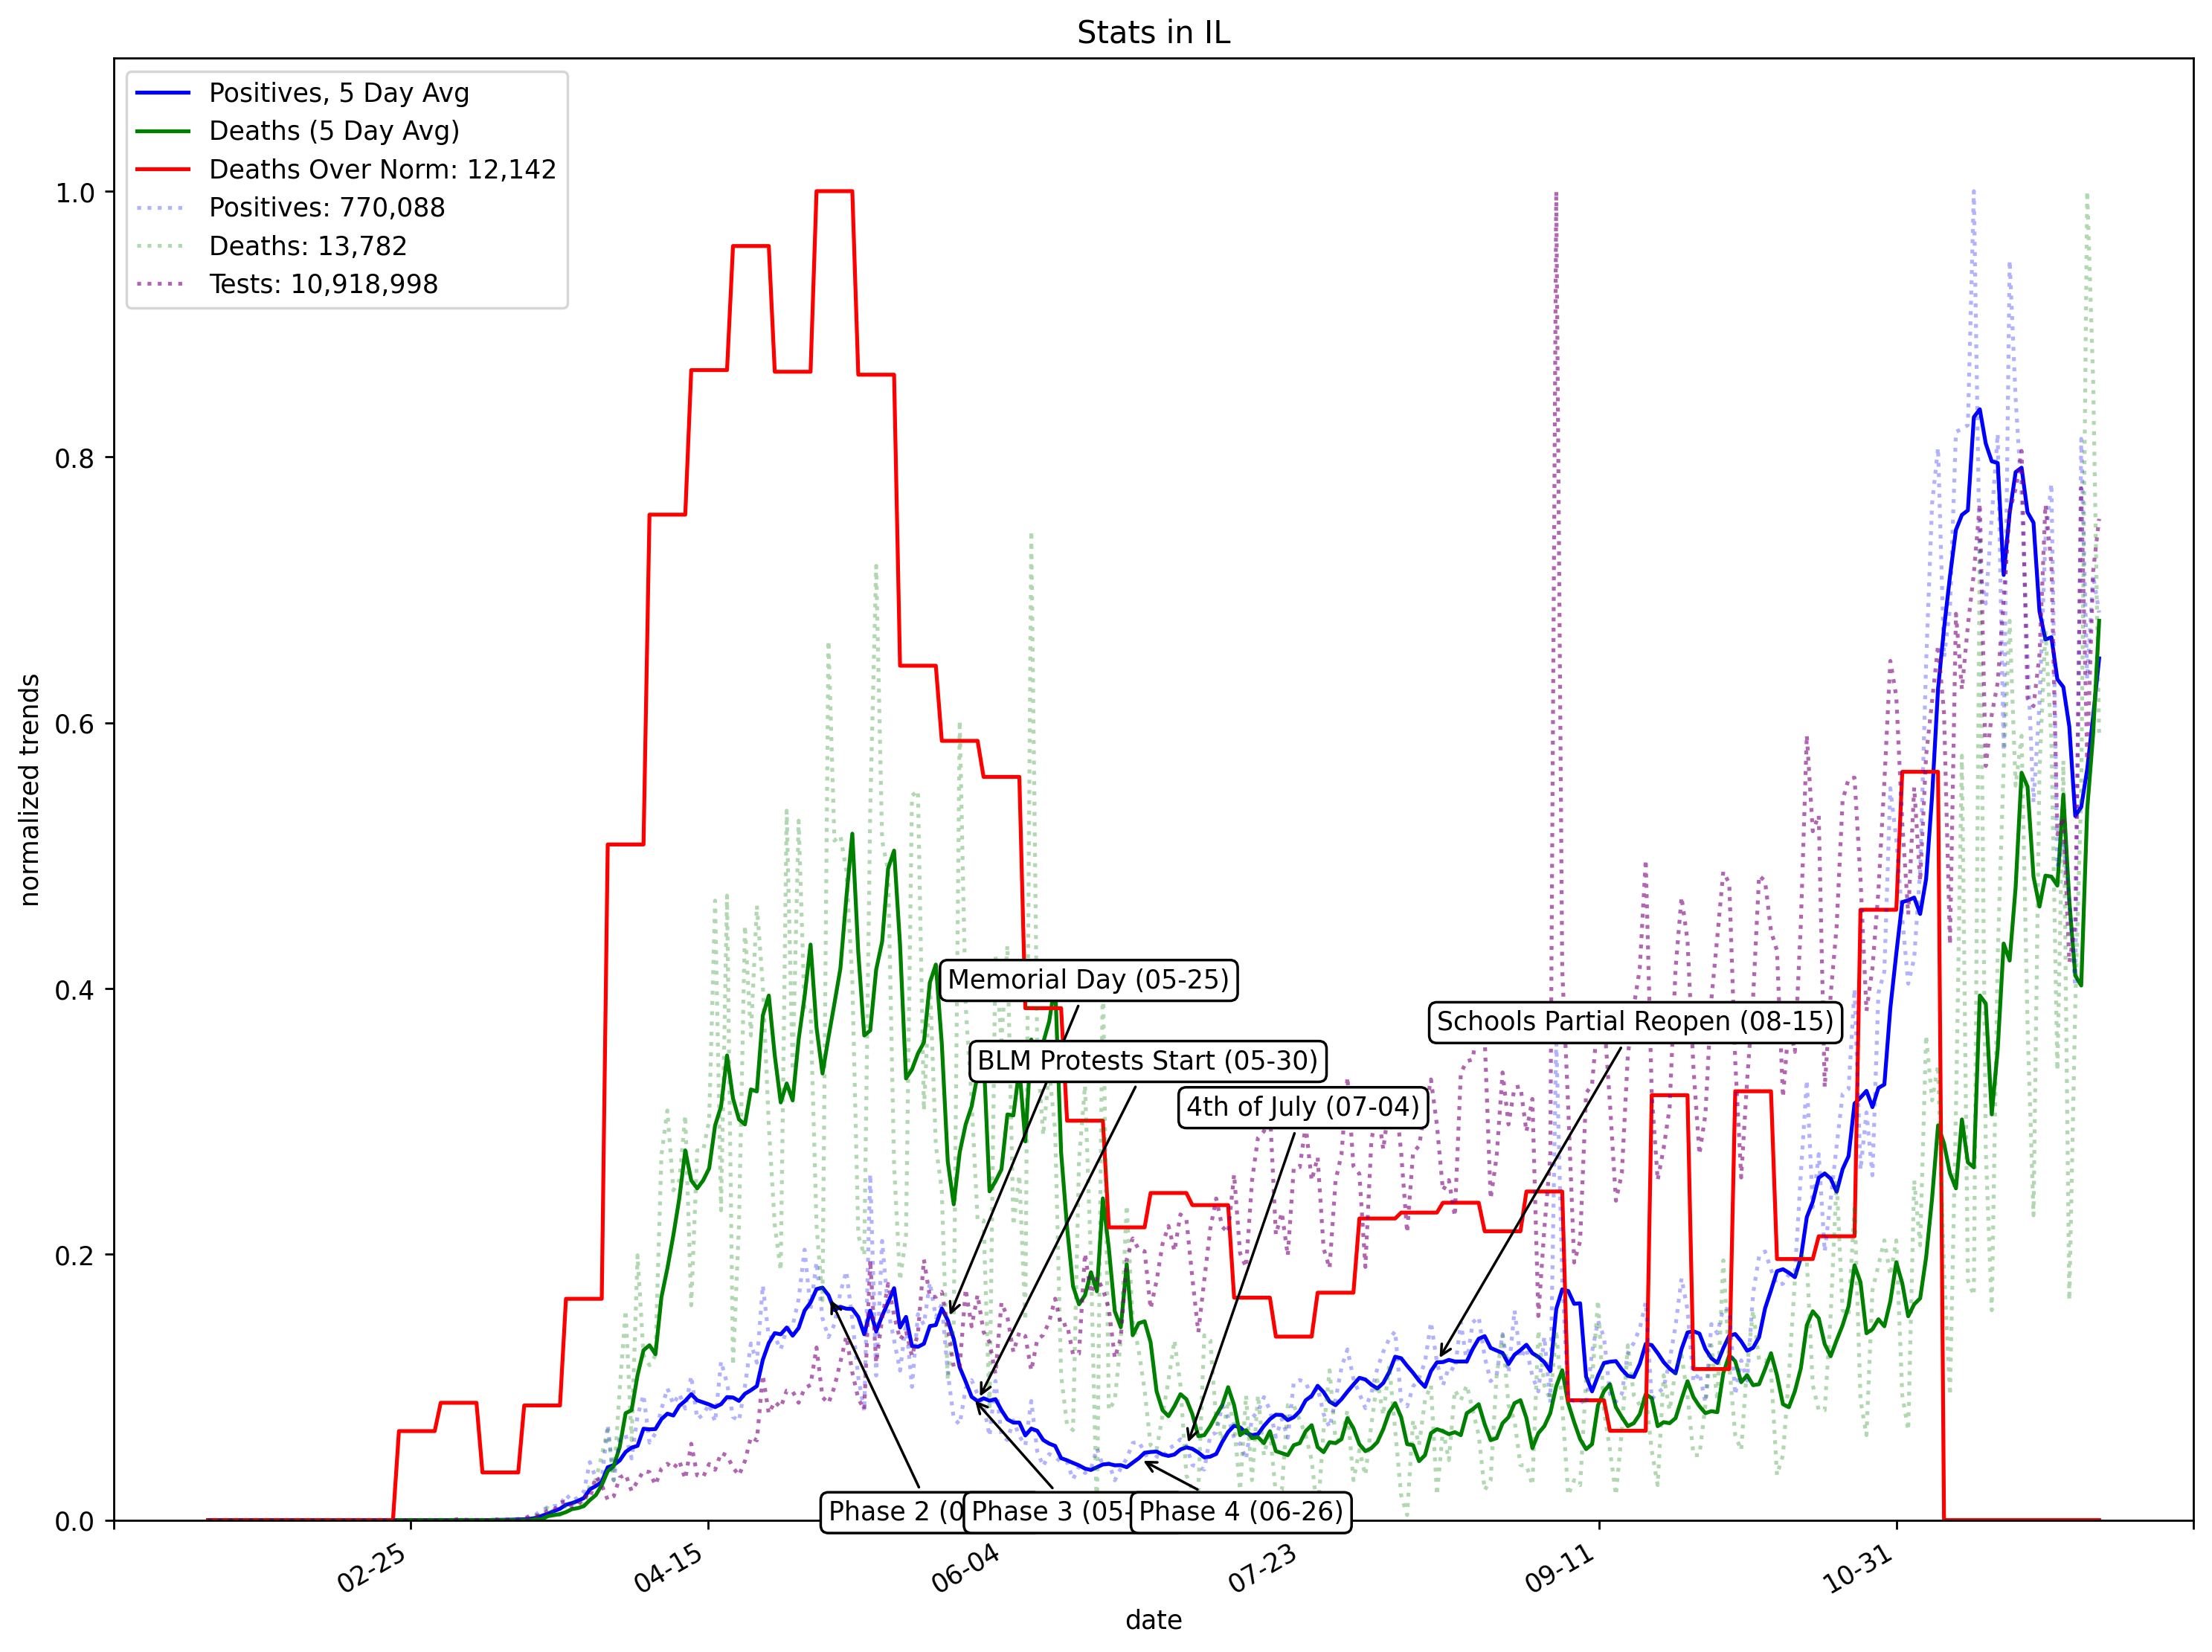 Stats in IL
Positives, 5 Day Avg
Deaths (5 Day Avg)
Deaths Over Norm: 12,142
Positives: 770,088
Deaths: 13,782
Tests: 10,918,998
normalized trends
1.0
0.8
0.6
0.4
0.2
0.0
Memorial Day (05-25)
Schools Partial Reopen (08-15)
BLM Protests Start (05-30)
4th of July (07-04)
Phase 2 (0
Phase 3 (05-
Phase 4 (06-26)
02-25
04-15
06-04
07-23
09-11
10-31
date